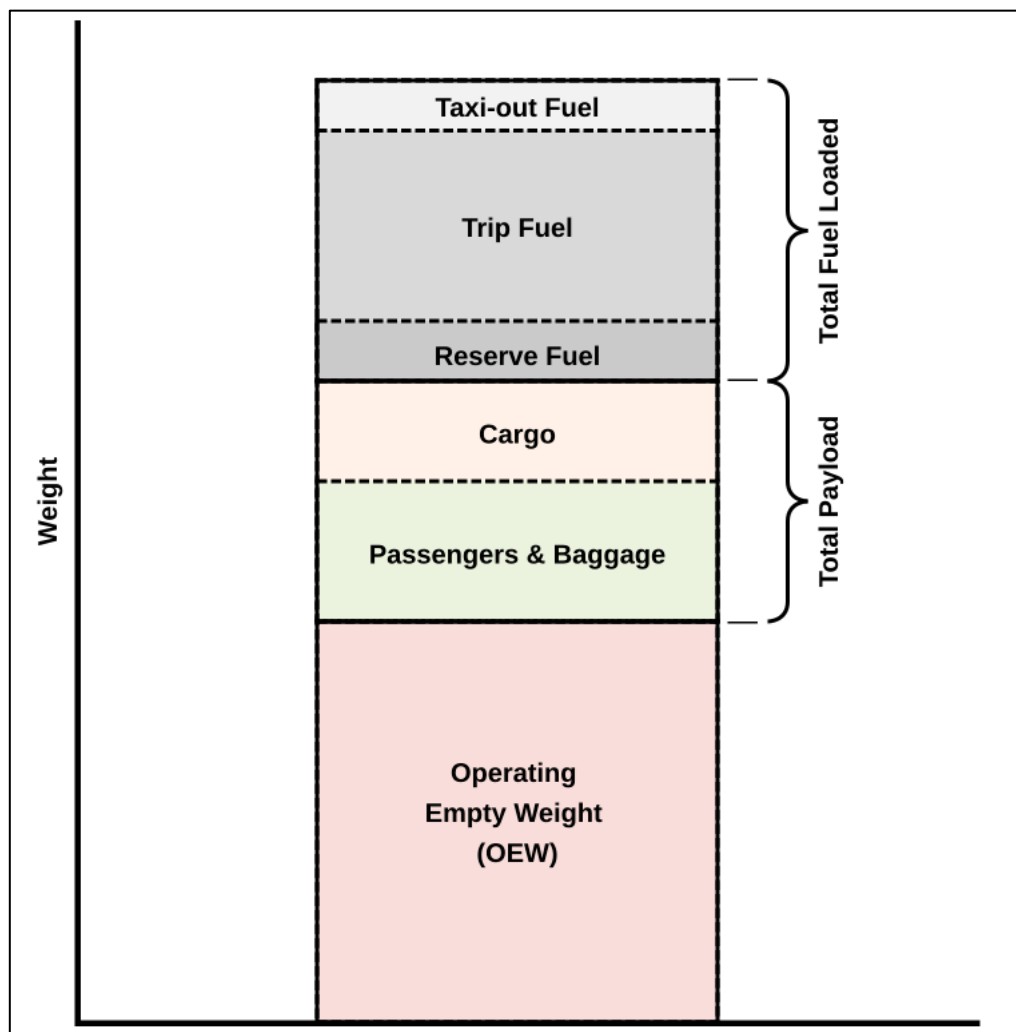 Taxi-out Fuel
Trip Fuel
Reserve Fuel
Total Fuel Loaded
Cargo
Passengers & Baggage
Total Payload
Operating
Empty Weight
(OEW)
Weight